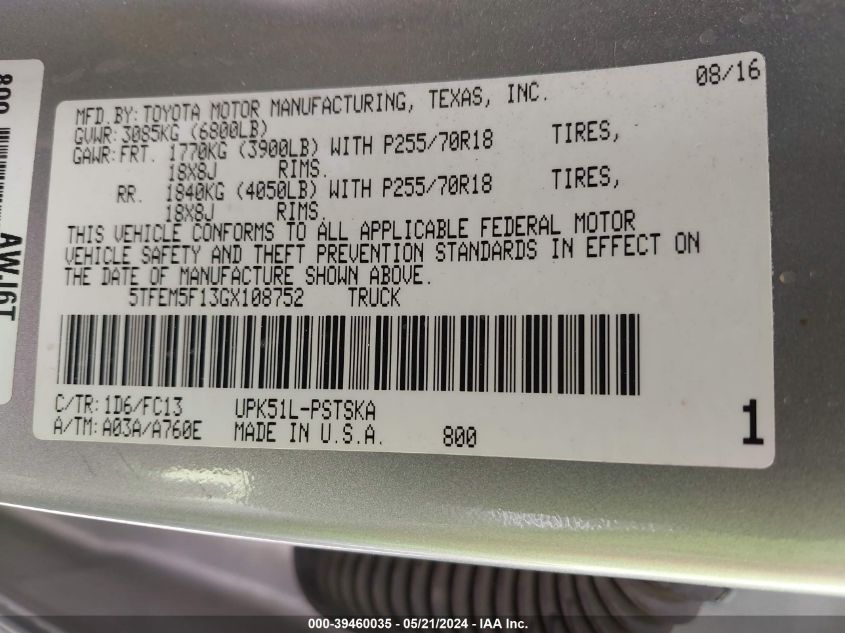 08/16
MFD.BY:TOYOTA MOTOR MANUFACTURING, TEXAS, INC.
GVWR:3085KG (6800LB)
GAWR:FRT. 1770KG (3900LB) WITH P255/70R18 TIRES,
18X8J RIMS.
RR. 1840KG (4050LB) WITH P255/70R18 TIRES,
18X8J RIMS.
THIS VEHICLE CONFORMS TO ALL APPLICABLE FEDERAL MOTOR
VEHICLE SAFETY AND THEFT PREVENTION STANDARDS IN EFFECT ON
THE DATE OF MANUFACTURE SHOWN ABOVE.
5TFEM5F13GX108752 TRUCK
C/TR:1D6/FC13 UPK51L-PSTSKA
A/TM:A03A/A760E MADE IN U.S.A. 800
1
800
AWJ6T
000-39460035 - 05/21/2024 - IAA Inc.